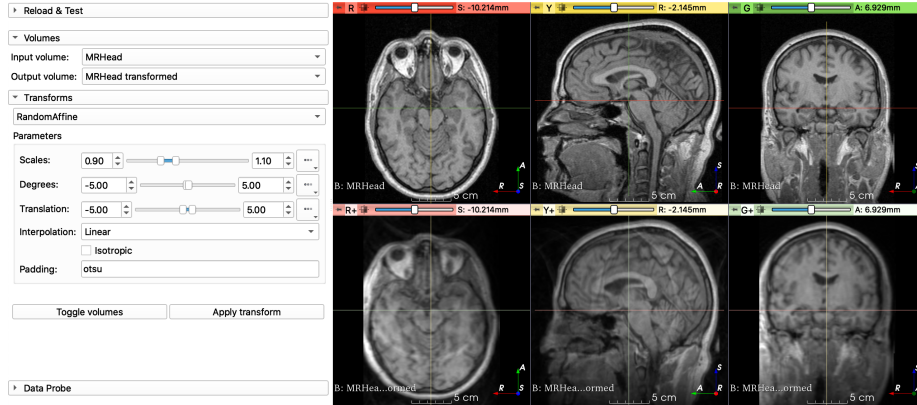 Reload & Test
Volumes
Input volume: MRHead
Output volume: MRHead transformed
Transforms
RandomAffine
Parameters
Scales: 0.90 1.10
Degrees: -5.00 5.00
Translation: -5.00 5.00
Interpolation: Linear
Isotropic
Padding: otsu
Toggle volumes Apply transform
Data Probe
R S: -10.214mm
B: MRHead
A
R
S
5 cm
Y R: -2.145mm
B: MRHead
S
A R
5 cm
G A: 6.929mm
B: MRHead
S
R A
5 cm
R+ S: -10.214mm
B: MRHea...ormed
A
R S
5 cm
Y+ R: -2.145mm
B: MRHea...ormed
S
A R
5 cm
G+ A: 6.929mm
B: MRHea...ormed
S
R A
5 cm